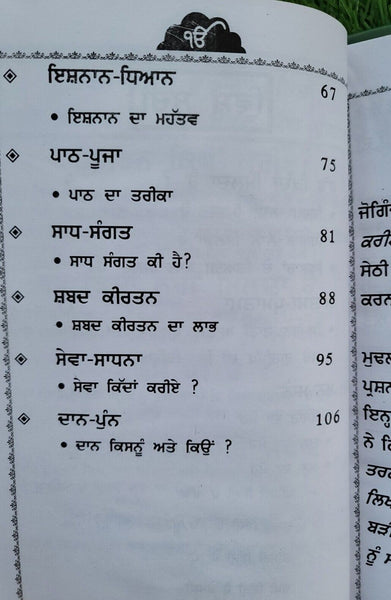 ੴ
ਇਸ਼ਨਾਨ-ਧਿਆਨ 67
• ਇਸ਼ਨਾਨ ਦਾ ਮਹੱਤਵ
ਪਾਠ-ਪੂਜਾ 75
• ਪਾਠ ਦਾ ਤਰੀਕਾ
ਸਾਧ-ਸੰਗਤ 81
• ਸਾਧ ਸੰਗਤ ਕੀ ਹੈ?
ਸ਼ਬਦ ਕੀਰਤਨ 88
• ਸ਼ਬਦ ਕੀਰਤਨ ਦਾ ਲਾਭ
ਸੇਵਾ-ਸਾਧਨਾ 95
• ਸੇਵਾ ਕਿੱਦਾਂ ਕਰੀਏ ?
ਦਾਨ-ਪੁੰਨ 106
• ਦਾਨ ਕਿਸਨੂੰ ਅਤੇ ਕਿਉਂ ?
ਸੇਠੀ